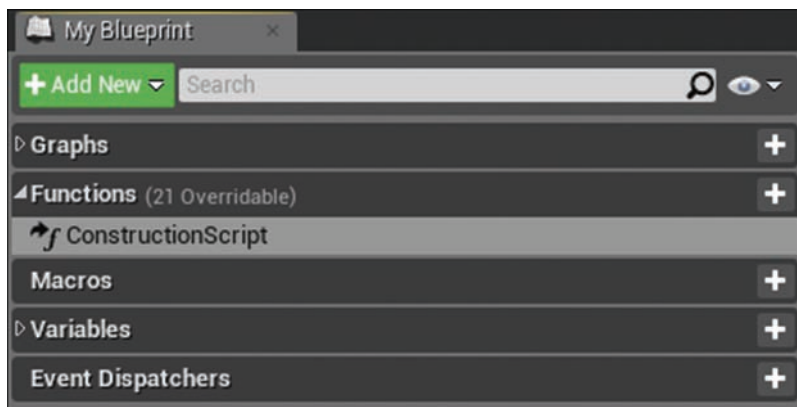 My Blueprint
Add New Search
Graphs
Functions (21 Overridable)
ConstructionScript
Macros
Variables
Event Dispatchers